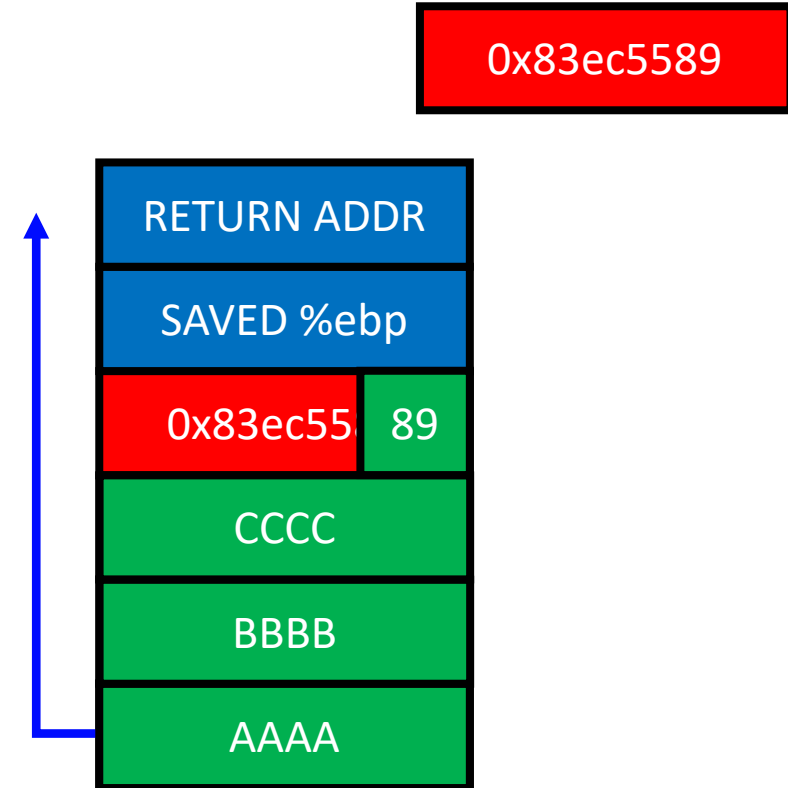 0x83ec5589
RETURN ADDR
SAVED %ebp
0x83ec55 89
CCCC
BBBB
AAAA